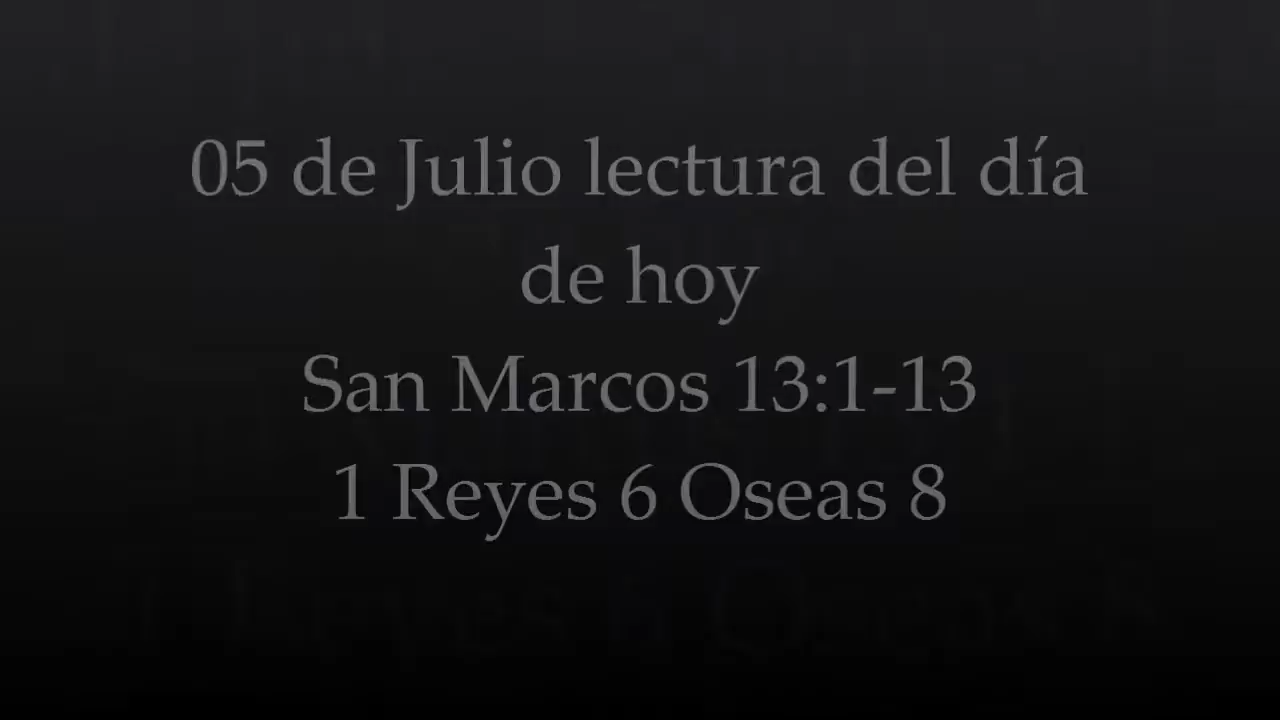 05 de Julio lectura del día
de hoy
San Marcos 13:1-13
1 Reyes 6 Oseas 8